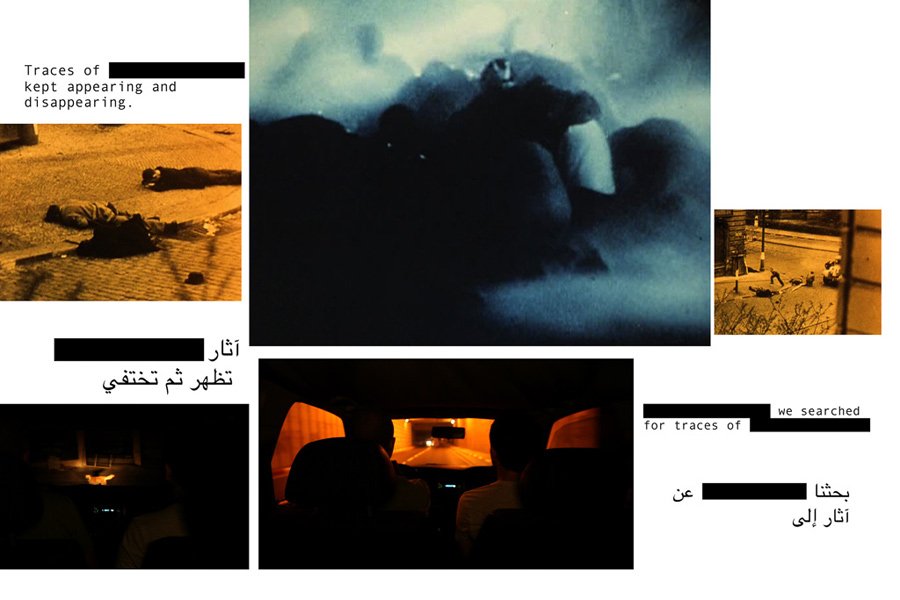 Traces of
kept appearing and
disappearing.
آثار
تظهر ثم تختفي
we searched
for traces of
بحثنا عن
آثار إلى